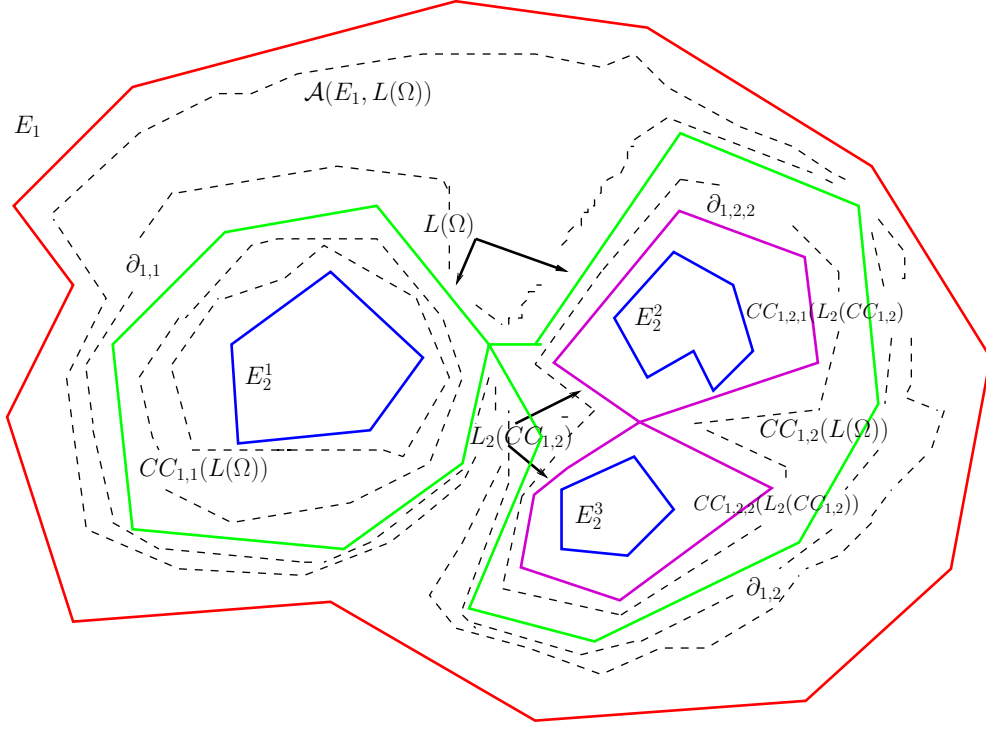 $\mathcal{A}(E_1, L(\Omega))$
$E_1$
$\partial_{1,2,2}$
$L(\Omega)$
$\partial_{1,1}$
$CC_{1,2,1}(L_2(CC_{1,2})$
$E_2^2$
$E_2^1$
$CC_{1,2}(L(\Omega))$
$L_2(CC_{1,2})$
$CC_{1,1}(L(\Omega))$
$CC_{1,2,2}(L_2(CC_{1,2}))$
$E_2^3$
$\partial_{1,2}$